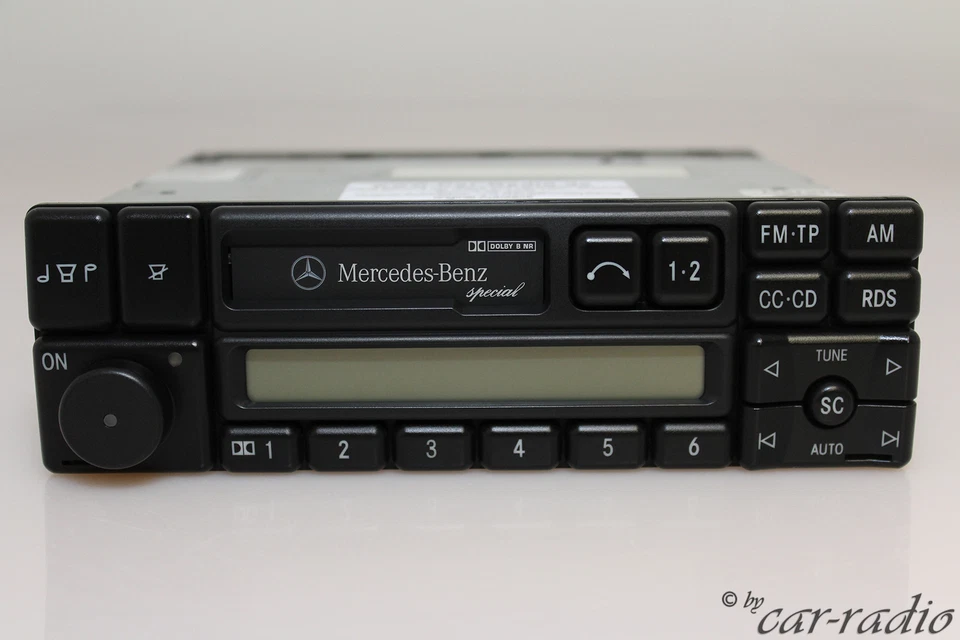 DOLBY B NR
Mercedes-Benz
special
1·2
FM·TP
AM
CC·CD
RDS
ON
TUNE
SC
AUTO
1
2
3
4
5
6
© by
car-radio